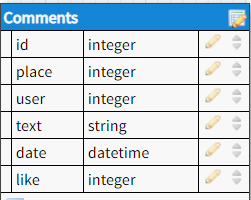 Comments
id integer
place integer
user integer
text string
date datetime
like integer